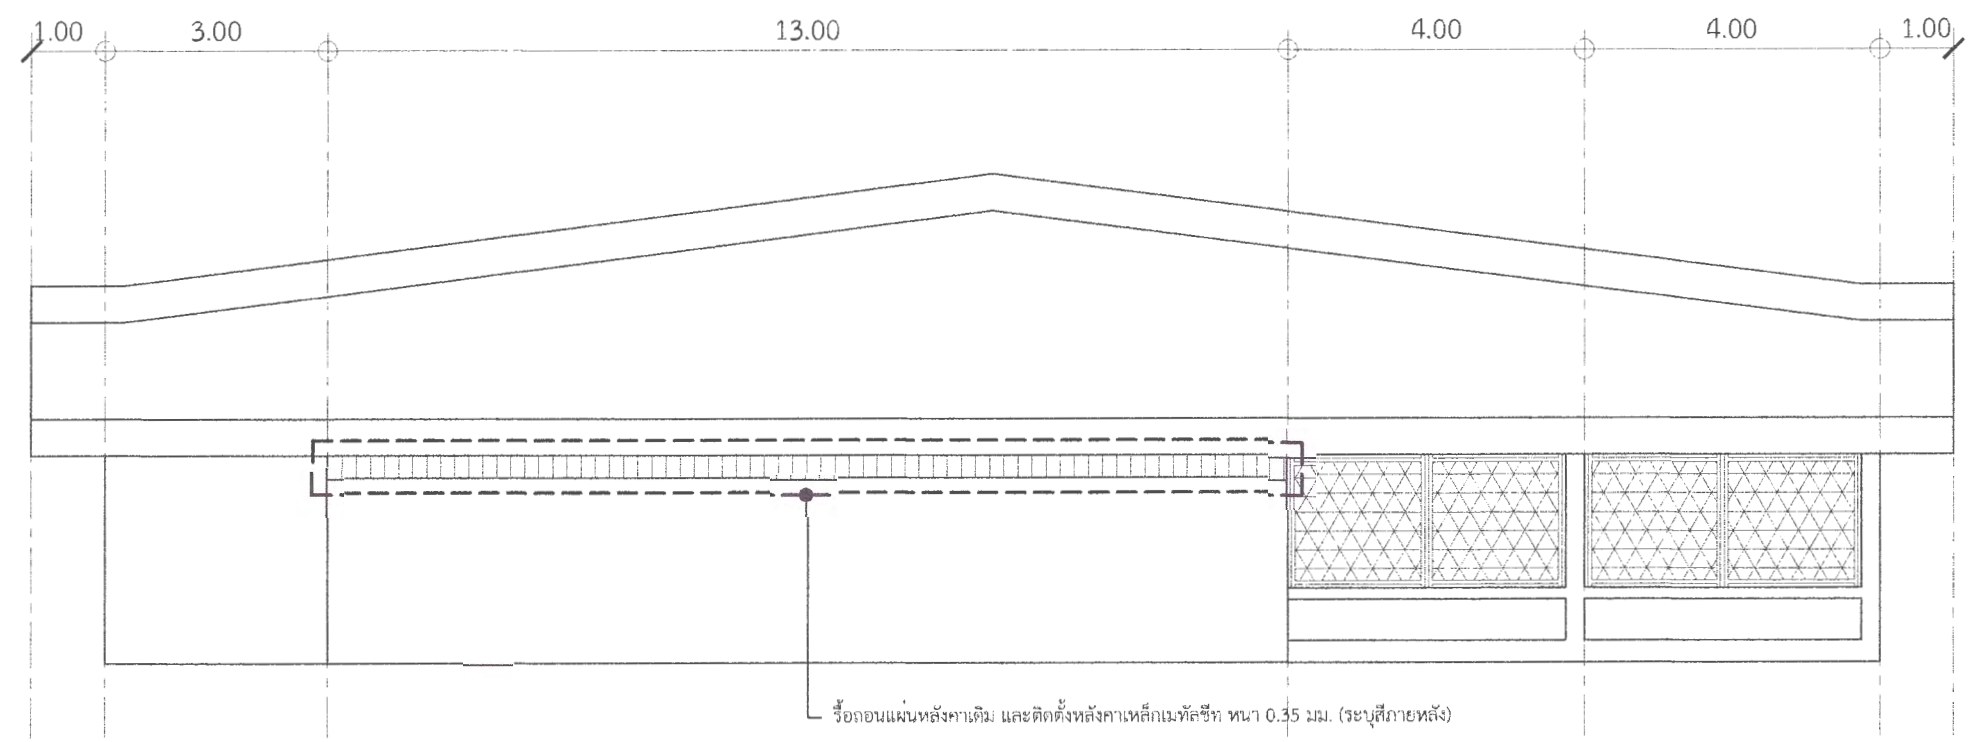 1.00 3.00 13.00 4.00 4.00 1.00
รื้อถอนแผ่นหลังคาเดิม และติดตั้งหลังคาเหล็กเมทัลชีท หนา 0.35 มม. (ระบุสีภายหลัง)